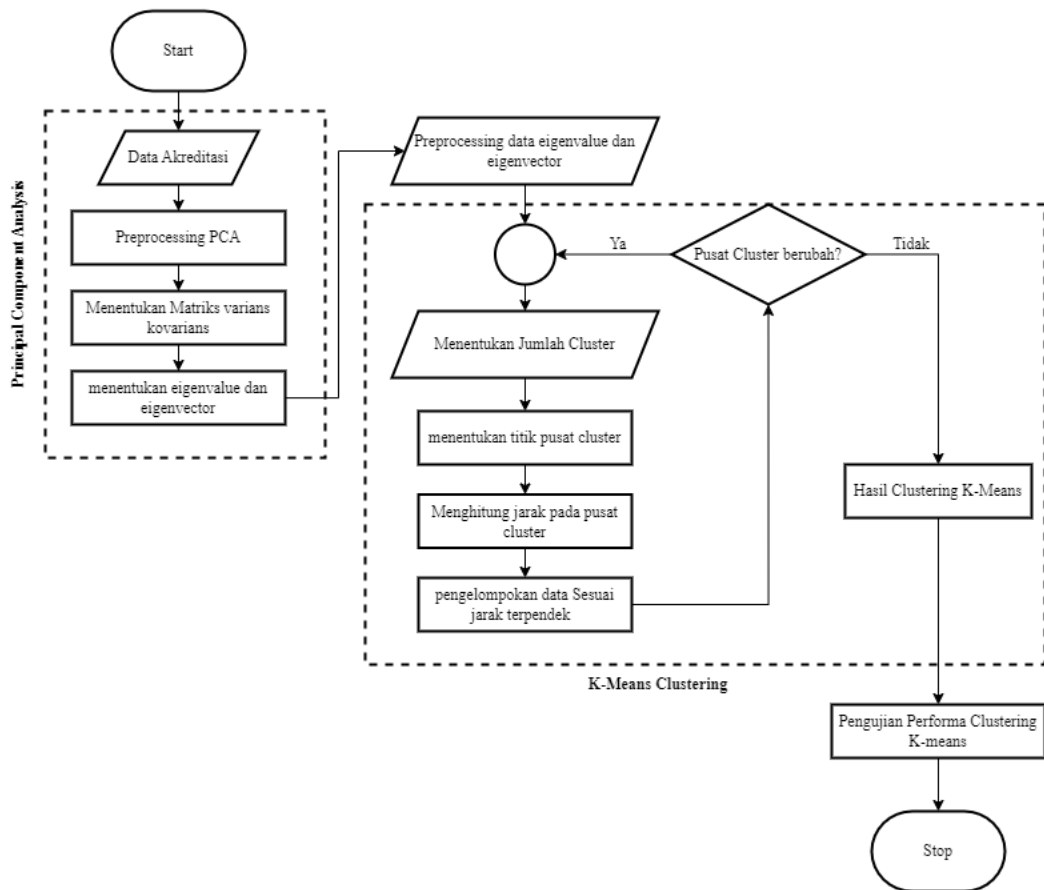 Start
Principal Component Analysis
Data Akreditasi
Preprocessing PCA
Menentukan Matriks varians
kovarians
menentukan eigenvalue dan
eigenvector
Preprocessing data eigenvalue dan
eigenvector
Ya
Pusat Cluster berubah?
Tidak
Menentukan Jumlah Cluster
menentukan titik pusat cluster
Menghitung jarak pada pusat
cluster
pengelompokan data Sesuai
jarak terpendek
Hasil Clustering K-Means
K-Means Clustering
Pengujian Performa Clustering
K-means
Stop